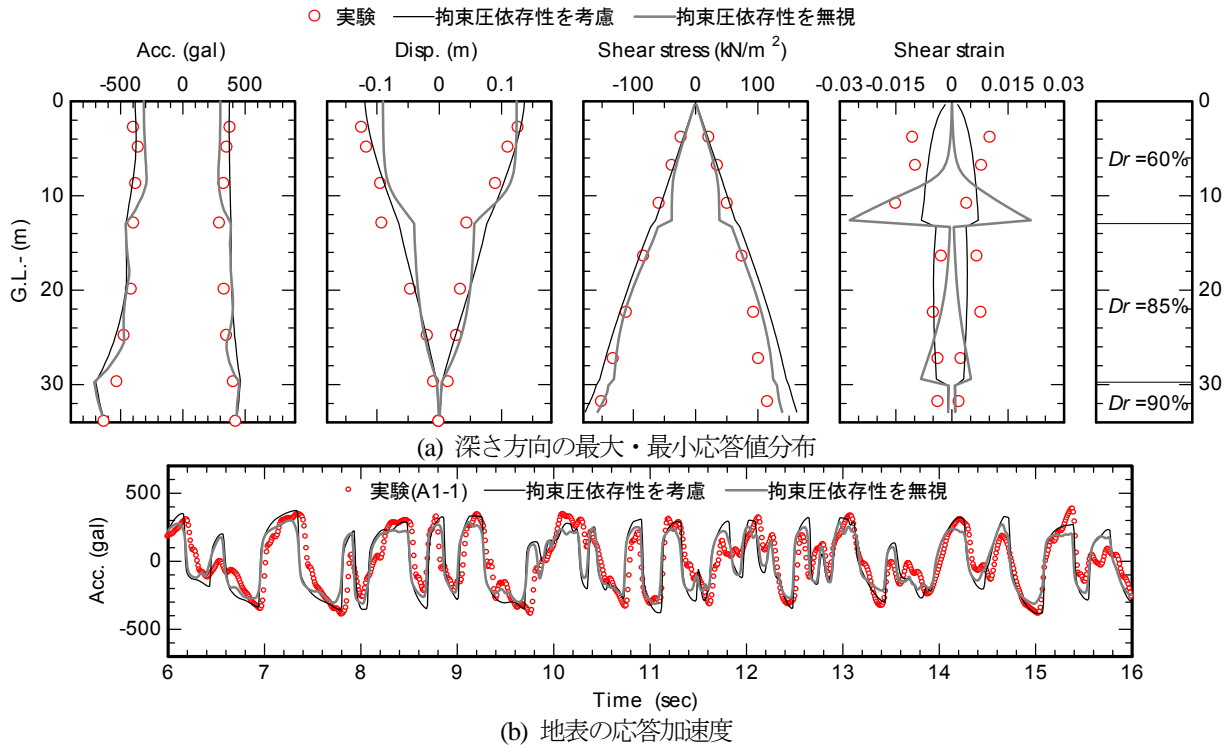 実験 拘束圧依存性を考慮 拘束圧依存性を無視
Acc. (gal) Disp. (m) Shear stress (kN/m²) Shear strain
-500 0 500 -0.1 0 0.1 -100 0 100 -0.03 -0.015 0 0.015 0.03
0
10
20
30
G.L.- (m)
0
10
20
30
Dr =60%
Dr =85%
Dr =90%
(a) 深さ方向の最大・最小応答値分布
実験(A1-1) 拘束圧依存性を考慮 拘束圧依存性を無視
500
0
-500
Acc. (gal)
6 7 8 9 10 11 12 13 14 15 16
Time (sec)
(b) 地表の応答加速度